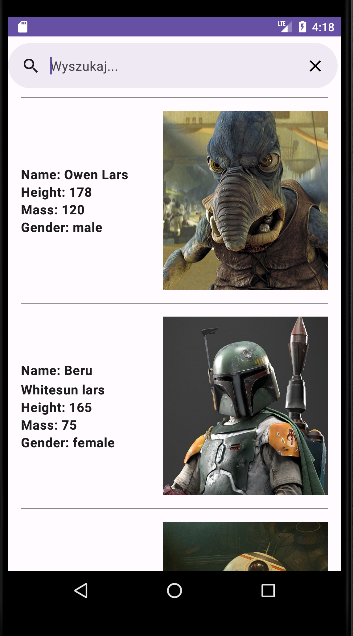 LTE 4:18
Wyszukaj...
Name: Owen Lars
Height: 178
Mass: 120
Gender: male
Name: Beru
Whitesun lars
Height: 165
Mass: 75
Gender: female